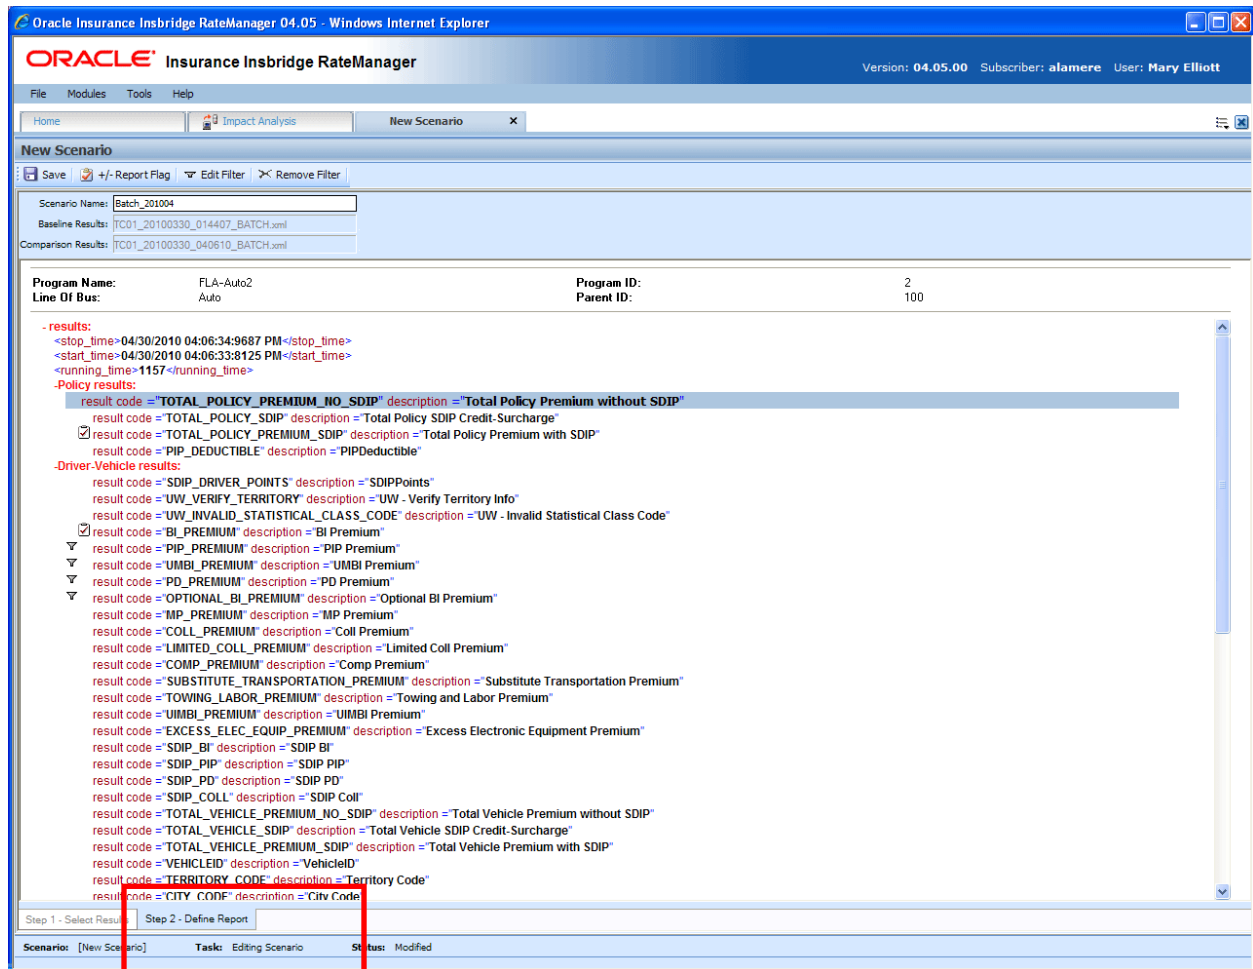 Oracle Insurance Insbridge RateManager 04.05 - Windows Internet Explorer
ORACLE Insurance Insbridge RateManager
Version: 04.05.00 Subscriber: alamere User: Mary Elliott
File Modules Tools Help
Home Impact Analysis New Scenario x
New Scenario
Save +/- Report Flag Edit Filter Remove Filter
Scenario Name: Batch_201004
Baseline Results: TC01_20100330_014407_BATCH.xml
Comparison Results: TC01_20100330_040610_BATCH.xml
Program Name: FLA-Auto2 Program ID: 2
Line Of Bus: Auto Parent ID: 100
- results:
<stop_time>04/30/2010 04:06:34:9687 PM</stop_time>
<start_time>04/30/2010 04:06:33:8125 PM</start_time>
<running_time>1157</running_time>
-Policy results:
result code ="TOTAL_POLICY_PREMIUM_NO_SDIP" description ="Total Policy Premium without SDIP"
result code ="TOTAL_POLICY_SDIP" description ="Total Policy SDIP Credit-Surcharge"
result code ="TOTAL_POLICY_PREMIUM_SDIP" description ="Total Policy Premium with SDIP"
result code ="PIP_DEDUCTIBLE" description ="PIPDeductible"
-Driver-Vehicle results:
result code ="SDIP_DRIVER_POINTS" description ="SDIPPoints"
result code ="UW_VERIFY_TERRITORY" description ="UW - Verify Territory Info"
result code ="UW_INVALID_STATISTICAL_CLASS_CODE" description ="UW - Invalid Statistical Class Code"
result code ="BI_PREMIUM" description ="BI Premium"
result code ="PIP_PREMIUM" description ="PIP Premium"
result code ="UMBI_PREMIUM" description ="UMBI Premium"
result code ="PD_PREMIUM" description ="PD Premium"
result code ="OPTIONAL_BI_PREMIUM" description ="Optional BI Premium"
result code ="MP_PREMIUM" description ="MP Premium"
result code ="COLL_PREMIUM" description ="Coll Premium"
result code ="LIMITED_COLL_PREMIUM" description ="Limited Coll Premium"
result code ="COMP_PREMIUM" description ="Comp Premium"
result code ="SUBSTITUTE_TRANSPORTATION_PREMIUM" description ="Substitute Transportation Premium"
result code ="TOWING_LABOR_PREMIUM" description ="Towing and Labor Premium"
result code ="UIMBI_PREMIUM" description ="UIMBI Premium"
result code ="EXCESS_ELEC_EQUIP_PREMIUM" description ="Excess Electronic Equipment Premium"
result code ="SDIP_BI" description ="SDIP BI"
result code ="SDIP_PIP" description ="SDIP PIP"
result code ="SDIP_PD" description ="SDIP PD"
result code ="SDIP_COLL" description ="SDIP Coll"
result code ="TOTAL_VEHICLE_PREMIUM_NO_SDIP" description ="Total Vehicle Premium without SDIP"
result code ="TOTAL_VEHICLE_SDIP" description ="Total Vehicle SDIP Credit-Surcharge"
result code ="TOTAL_VEHICLE_PREMIUM_SDIP" description ="Total Vehicle Premium with SDIP"
result code ="VEHICLEID" description ="VehicleID"
result code ="TERRITORY_CODE" description ="Territory Code"
result code ="CITY_CODE" description ="City Code"
Step 1 - Select Results Step 2 - Define Report
Scenario: [New Scenario] Task: Editing Scenario Status: Modified